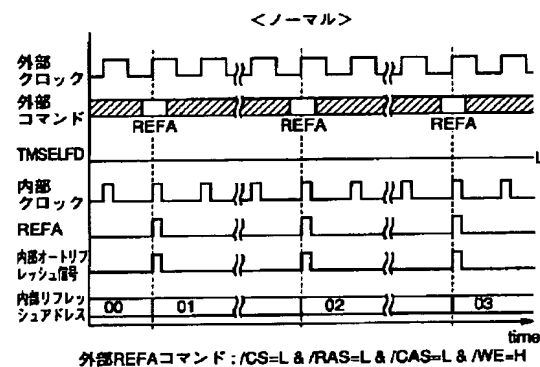 ＜ノーマル＞
外部
クロック
外部
コマンド
REFA REFA REFA
TMSELFD L
内部
クロック
REFA
内部オートリフ
レッシュ信号
内部リフレッ
シュアドレス
00 01 02 03
time
外部REFAコマンド：/CS=L & /RAS=L & /CAS=L & /WE=H